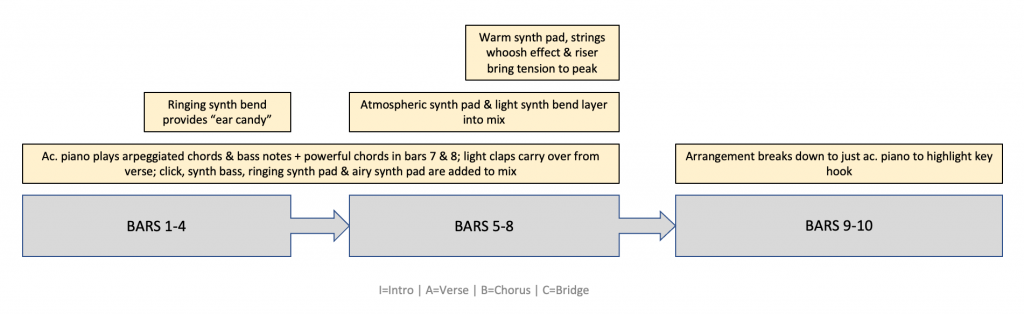 Warm synth pad, strings
whoosh effect & riser
bring tension to peak
Ringing synth bend
provides “ear candy”
Atmospheric synth pad & light synth bend layer
into mix
Ac. piano plays arpeggiated chords & bass notes + powerful chords in bars 7 & 8; light claps carry over from
verse; click, synth bass, ringing synth pad & airy synth pad are added to mix
Arrangement breaks down to just ac. piano to highlight key
hook
BARS 1-4
BARS 5-8
BARS 9-10
I=Intro | A=Verse | B=Chorus | C=Bridge